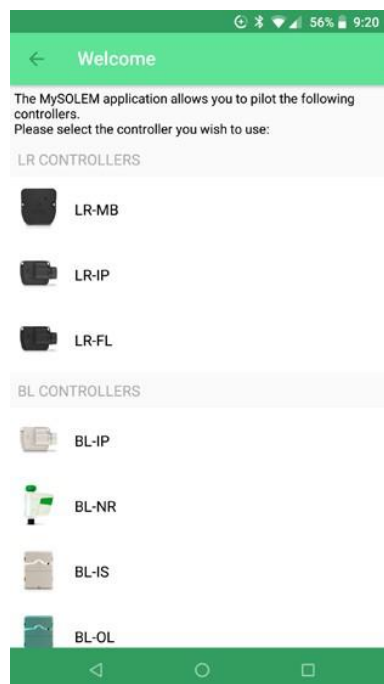 56% 9:20
Welcome
The MySOLEM application allows you to pilot the following
controllers.
Please select the controller you wish to use:
LR CONTROLLERS
LR-MB
LR-IP
LR-FL
BL CONTROLLERS
BL-IP
BL-NR
BL-IS
BL-OL